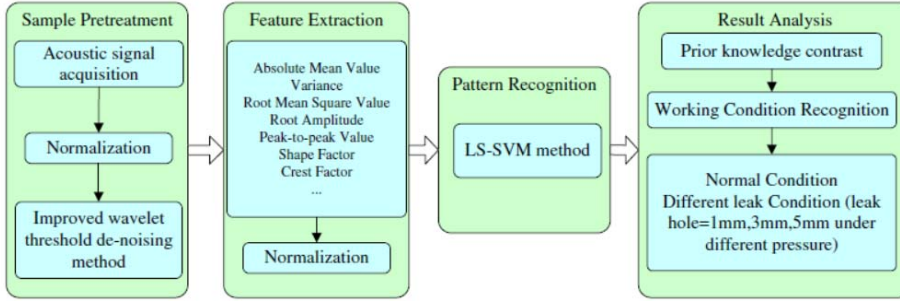 Sample Pretreatment
Acoustic signal
acquisition
Normalization
Improved wavelet
threshold de-noising
method
Feature Extraction
Absolute Mean Value
Variance
Root Mean Square Value
Root Amplitude
Peak-to-peak Value
Shape Factor
Crest Factor
...
Normalization
Pattern Recognition
LS-SVM method
Result Analysis
Prior knowledge contrast
Working Condition Recognition
Normal Condition
Different leak Condition (leak
hole=1mm,3mm,5mm under
different pressure)